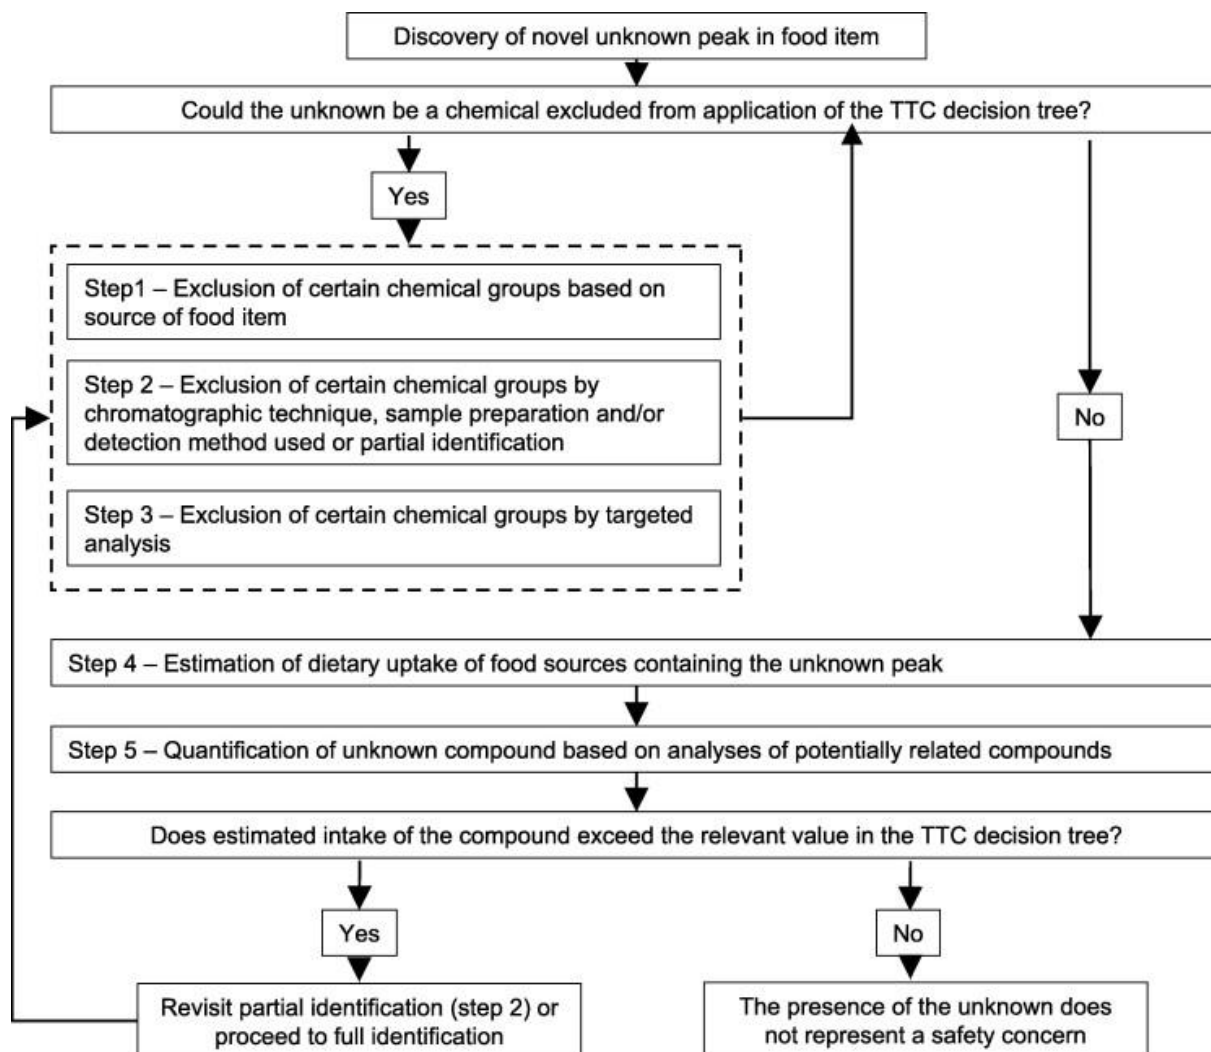 Discovery of novel unknown peak in food item
Could the unknown be a chemical excluded from application of the TTC decision tree?
Yes
Step1 – Exclusion of certain chemical groups based on
source of food item
Step 2 – Exclusion of certain chemical groups by
chromatographic technique, sample preparation and/or
detection method used or partial identification
No
Step 3 – Exclusion of certain chemical groups by targeted
analysis
Step 4 – Estimation of dietary uptake of food sources containing the unknown peak
Step 5 – Quantification of unknown compound based on analyses of potentially related compounds
Does estimated intake of the compound exceed the relevant value in the TTC decision tree?
Yes
No
Revisit partial identification (step 2) or
proceed to full identification
The presence of the unknown does
not represent a safety concern